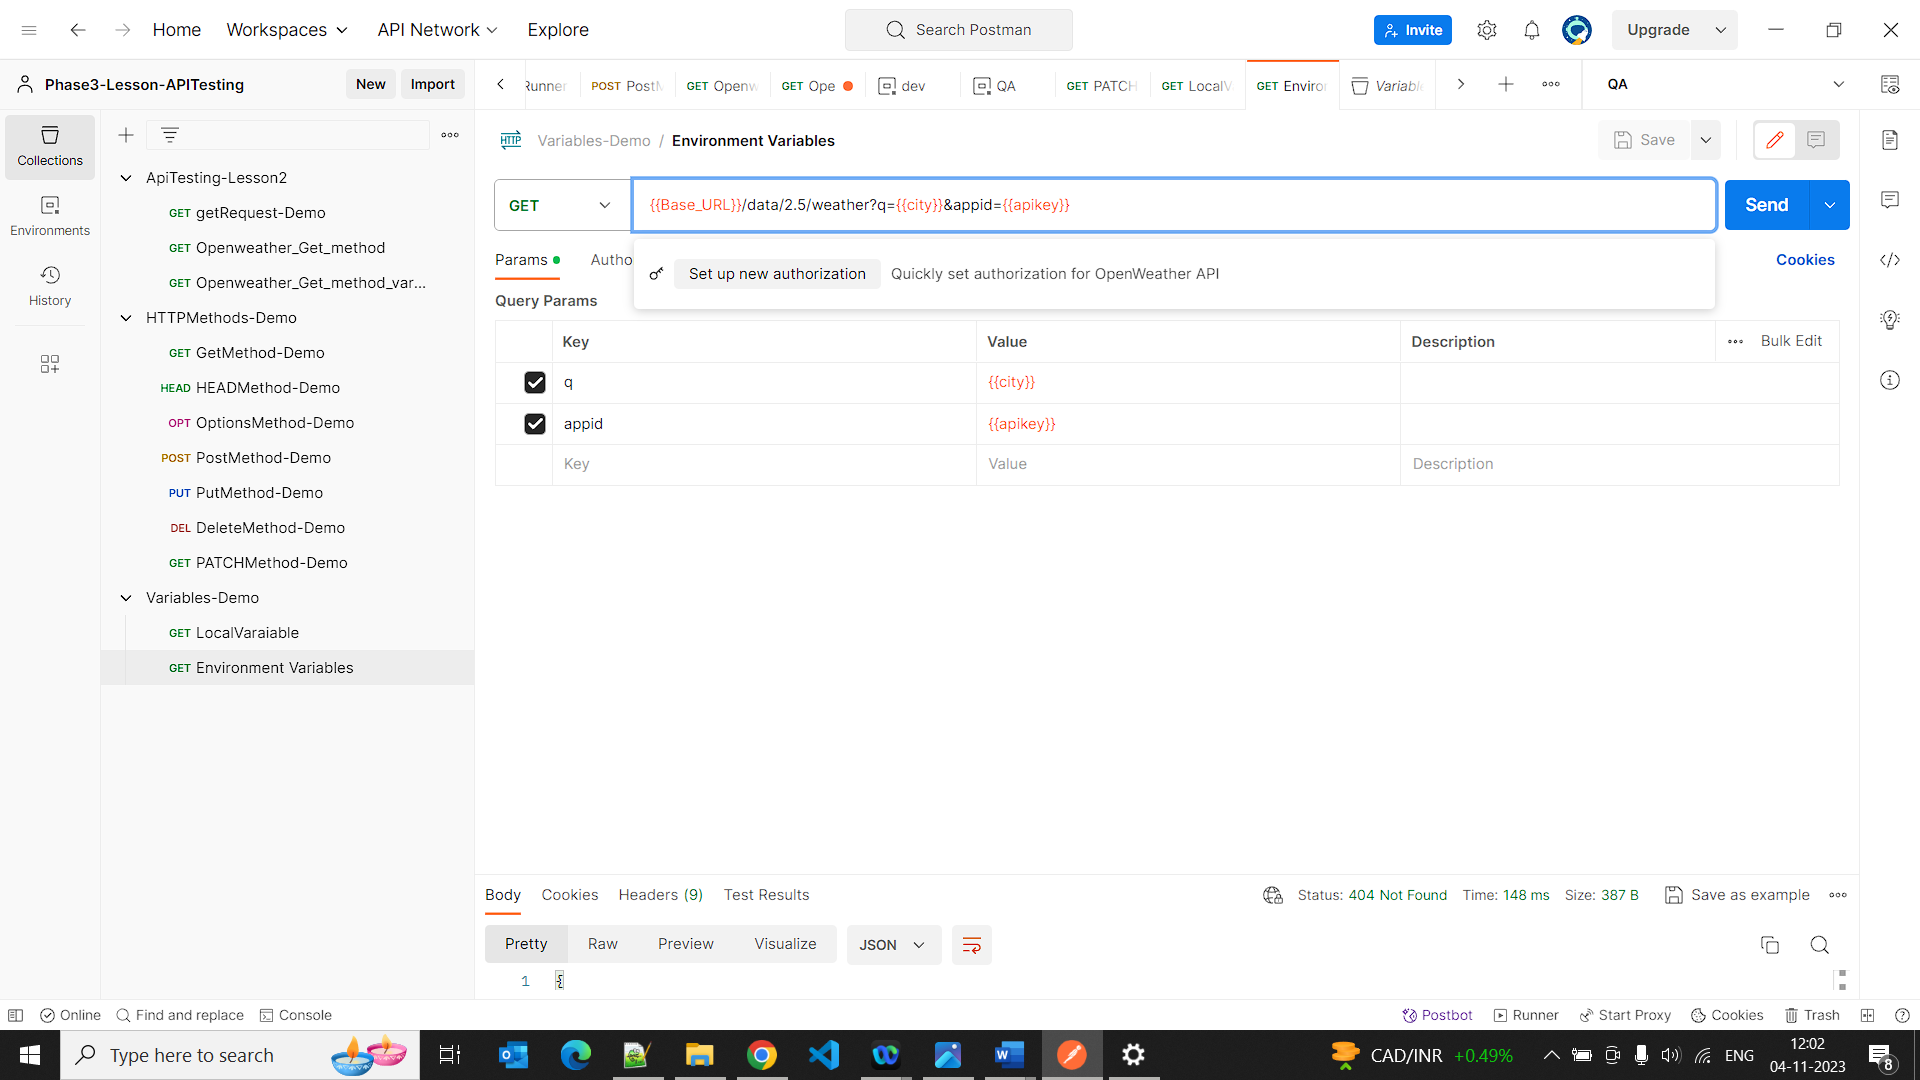 Home Workspaces API Network Explore Search Postman Invite Upgrade
Phase3-Lesson-APITesting New Import Runner POST PostM GET Openw GET Ope dev QA GET PATCH GET LocalV GET Enviro Variable QA
Collections
Environments
History
ApiTesting-Lesson2
GET getRequest-Demo
GET Openweather_Get_method
GET Openweather_Get_method_var...
HTTPMethods-Demo
GET GetMethod-Demo
HEAD HEADMethod-Demo
OPT OptionsMethod-Demo
POST PostMethod-Demo
PUT PutMethod-Demo
DEL DeleteMethod-Demo
GET PATCHMethod-Demo
Variables-Demo
GET LocalVaraiable
GET Environment Variables
HTTP Variables-Demo / Environment Variables Save
GET {{Base_URL}}/data/2.5/weather?q={{city}}&appid={{apikey}} Send
Params Autho Cookies
Set up new authorization Quickly set authorization for OpenWeather API
Query Params
Key Value Description Bulk Edit
q {{city}}
appid {{apikey}}
Key Value Description
Body Cookies Headers (9) Test Results Status: 404 Not Found Time: 148 ms Size: 387 B Save as example
Pretty Raw Preview Visualize JSON
1 {
Online Find and replace Console Postbot Runner Start Proxy Cookies Trash
Type here to search CAD/INR +0.49% ENG 12:02
04-11-2023 8